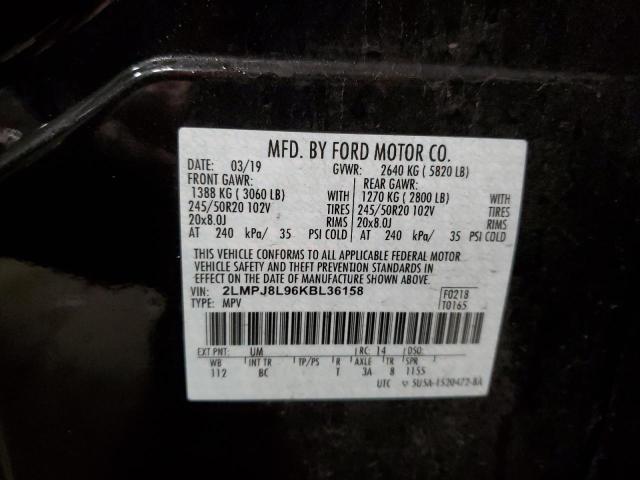 MFD. BY FORD MOTOR CO.
DATE: 03/19 GVWR: 2640 KG ( 5820 LB)
FRONT GAWR: REAR GAWR:
1388 KG ( 3060 LB) WITH 1270 KG ( 2800 LB) WITH
245/50R20 102V TIRES 245/50R20 102V TIRES
20x8.0J RIMS 20x8.0J RIMS
AT 240 kPa/ 35 PSI COLD AT 240 kPa/ 35 PSI COLD
THIS VEHICLE CONFORMS TO ALL APPLICABLE FEDERAL MOTOR
VEHICLE SAFETY AND THEFT PREVENTION STANDARDS IN
EFFECT ON THE DATE OF MANUFACTURE SHOWN ABOVE.
VIN: 2LMPJ8L96KBL36158 F0218
TYPE: MPV T0165
EXT PNT: UM RC: 14 DSO:
WB INT TR TP/PS R AXLE TR SPR
112 BC T 3A 8 1155
UTC 5U5A-1520472-BA